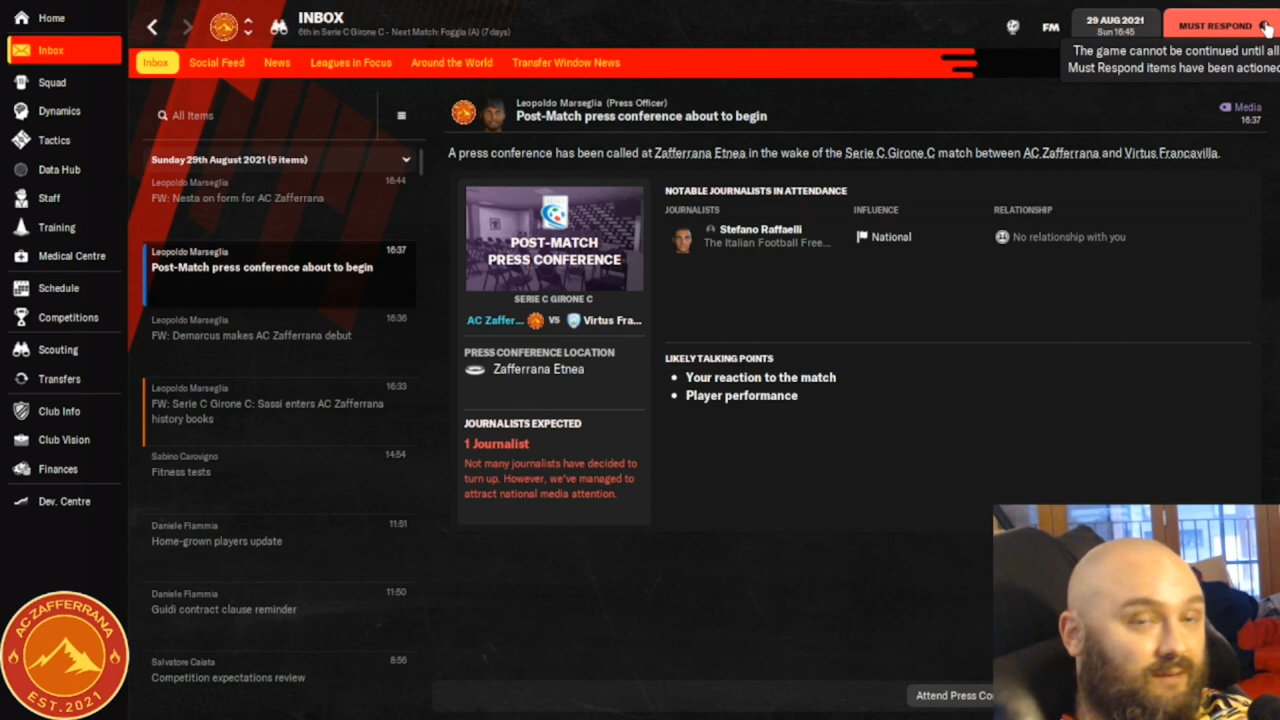 Home
INBOX
6th in Serie C Girone C - Next Match: Foggia (A) (7 days)
FM
29 AUG 2021
Sun 16:45
MUST RESPOND
The game cannot be continued until all
Must Respond items have been actioned
Inbox
Inbox
Social Feed
News
Leagues in Focus
Around the World
Transfer Window News
Squad
Dynamics
Tactics
Data Hub
Staff
Training
Medical Centre
Schedule
Competitions
Scouting
Transfers
Club Info
Club Vision
Finances
Dev. Centre
AC ZAFFERRANA
EST. 2021
All Items
Sunday 29th August 2021 (9 items)
Leopoldo Marseglia
16:44
FW: Nesta on form for AC Zafferrana
Leopoldo Marseglia
16:37
Post-Match press conference about to begin
Leopoldo Marseglia
16:36
FW: Demarcus makes AC Zafferrana debut
Leopoldo Marseglia
16:33
FW: Serie C Girone C: Sassi enters AC Zafferrana
history books
Sabino Carovigno
14:54
Fitness tests
Daniele Flammia
11:51
Home-grown players update
Daniele Flammia
11:50
Guidi contract clause reminder
Salvatore Caiata
8:56
Competition expectations review
Leopoldo Marseglia (Press Officer)
Post-Match press conference about to begin
Media
16:37
A press conference has been called at Zafferrana Etnea in the wake of the Serie C Girone C match between AC Zafferrana and Virtus Francavilla.
POST-MATCH
PRESS CONFERENCE
SERIE C GIRONE C
AC Zaffer... VS Virtus Fra...
PRESS CONFERENCE LOCATION
Zafferana Etnea
JOURNALISTS EXPECTED
1 Journalist
Not many journalists have decided to
turn up. However, we've managed to
attract national media attention.
NOTABLE JOURNALISTS IN ATTENDANCE
JOURNALISTS
INFLUENCE
RELATIONSHIP
Stefano Raffaelli
The Italian Football Free...
National
No relationship with you
LIKELY TALKING POINTS
Your reaction to the match
Player performance
Attend Press Co